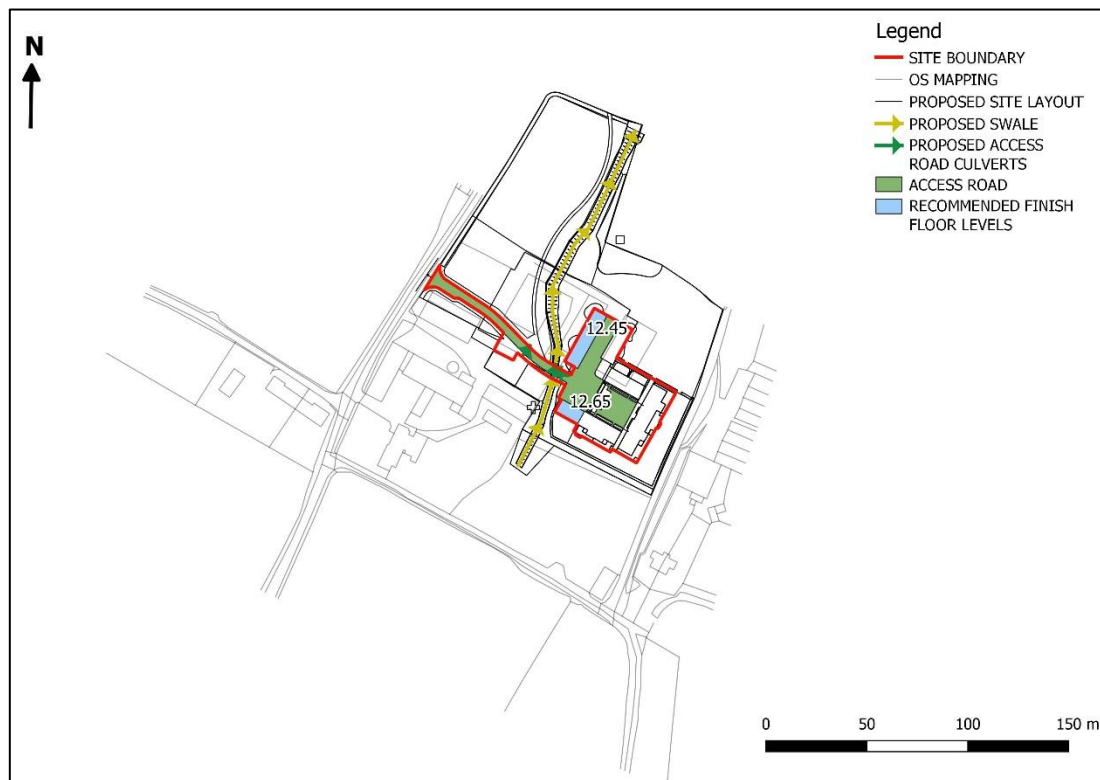 N
Legend
SITE BOUNDARY
OS MAPPING
PROPOSED SITE LAYOUT
PROPOSED SWALE
PROPOSED ACCESS
ROAD CULVERTS
ACCESS ROAD
RECOMMENDED FINISH
FLOOR LEVELS
12.45
12.65
0 50 100 150 m